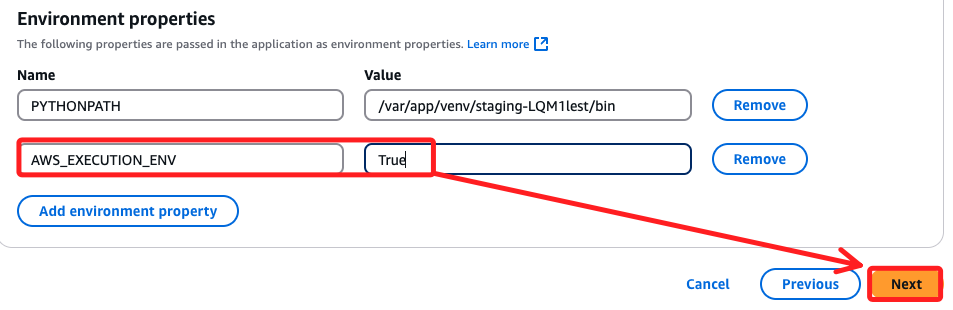 Environment properties
The following properties are passed in the application as environment properties. Learn more
Name Value
PYTHONPATH /var/app/venv/staging-LQM1lest/bin Remove
AWS_EXECUTION_ENV True Remove
Add environment property
Cancel Previous Next